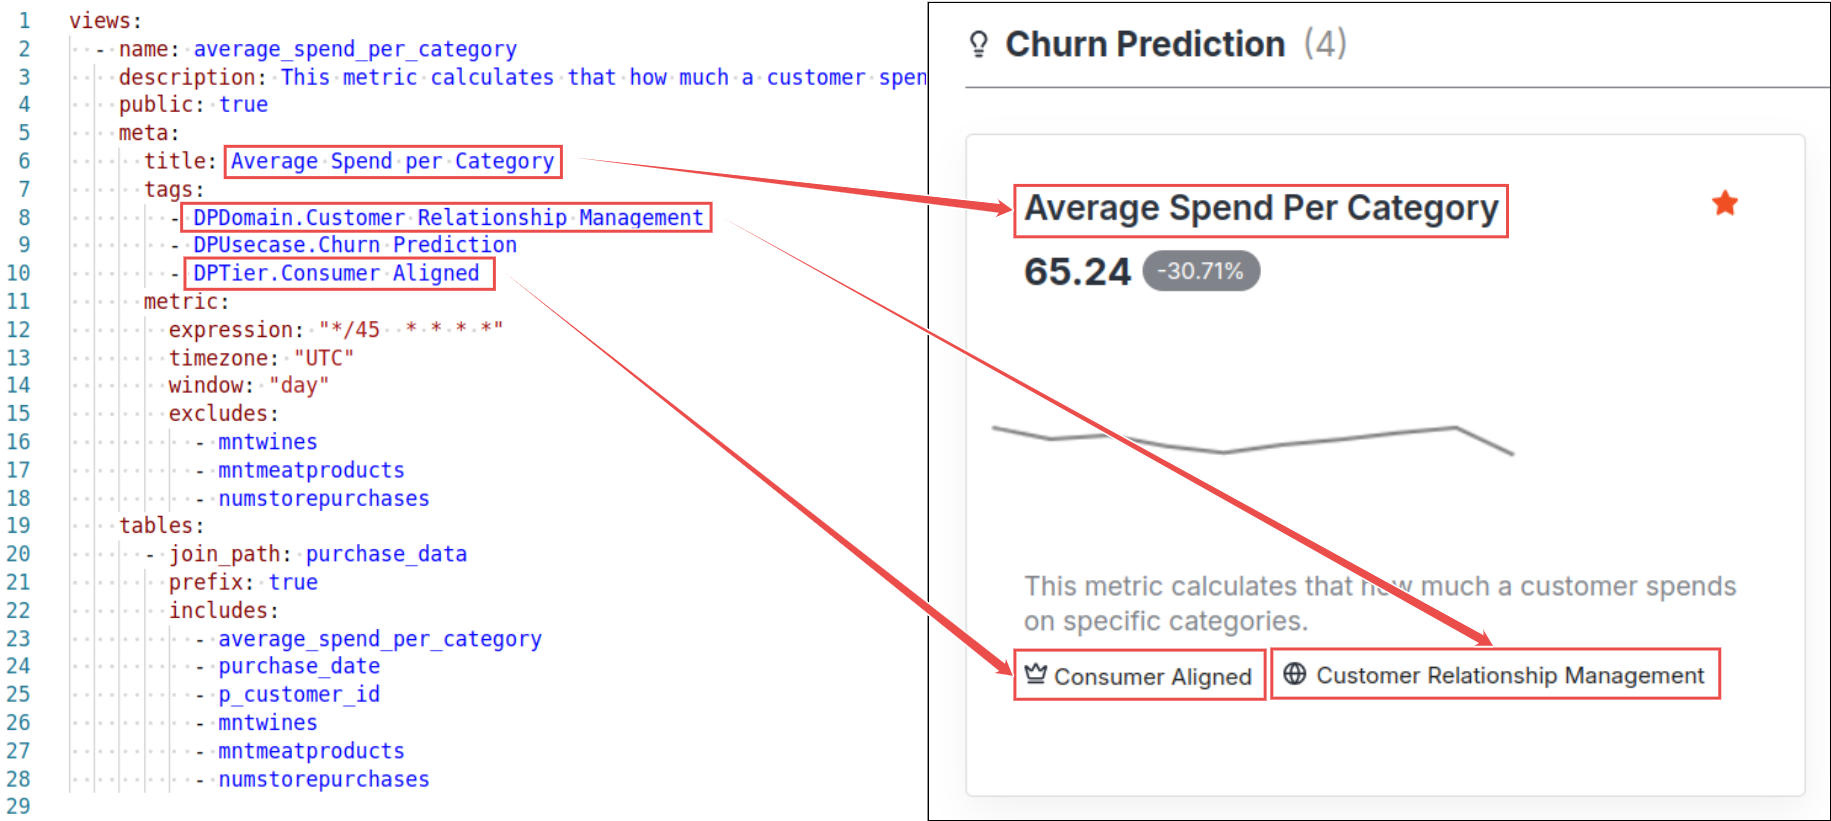 1 views:
2 - name: average_spend_per_category
3 description: This metric calculates that how much a customer spen
4 public: true
5 meta:
6 title: Average Spend per Category
7 tags:
8 - DPDomain.Customer Relationship Management
9 - DPUsecase.Churn Prediction
10 - DPTier.Consumer Aligned
11 metric:
12 expression: "*/45  * * * *"
13 timezone: "UTC"
14 window: "day"
15 excludes:
16 - mntwines
17 - mntmeatproducts
18 - numstorepurchases
19 tables:
20 - join_path: purchase_data
21 prefix: true
22 includes:
23 - average_spend_per_category
24 - purchase_date
25 - p_customer_id
26 - mntwines
27 - mntmeatproducts
28 - numstorepurchases
29
Churn Prediction (4)
Average Spend Per Category
65.24 -30.71%
This metric calculates that how much a customer spends
on specific categories.
Consumer Aligned Customer Relationship Management